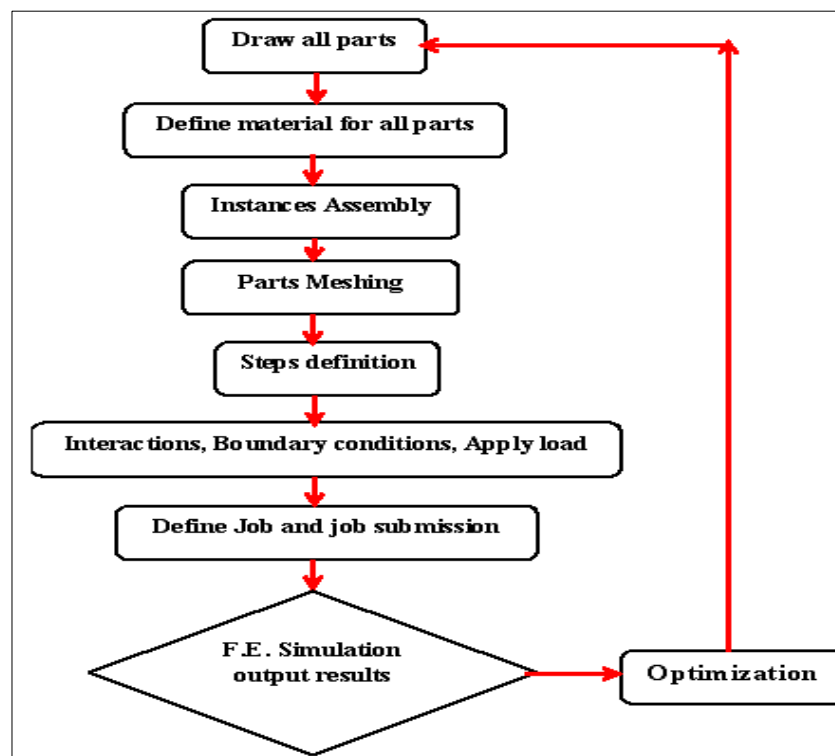 Draw all parts
Define material for all parts
Instances Assembly
Parts Meshing
Steps definition
Interactions, Boundary conditions, Apply load
Define Job and job submission
F.E. Simulation
output results
Optimization